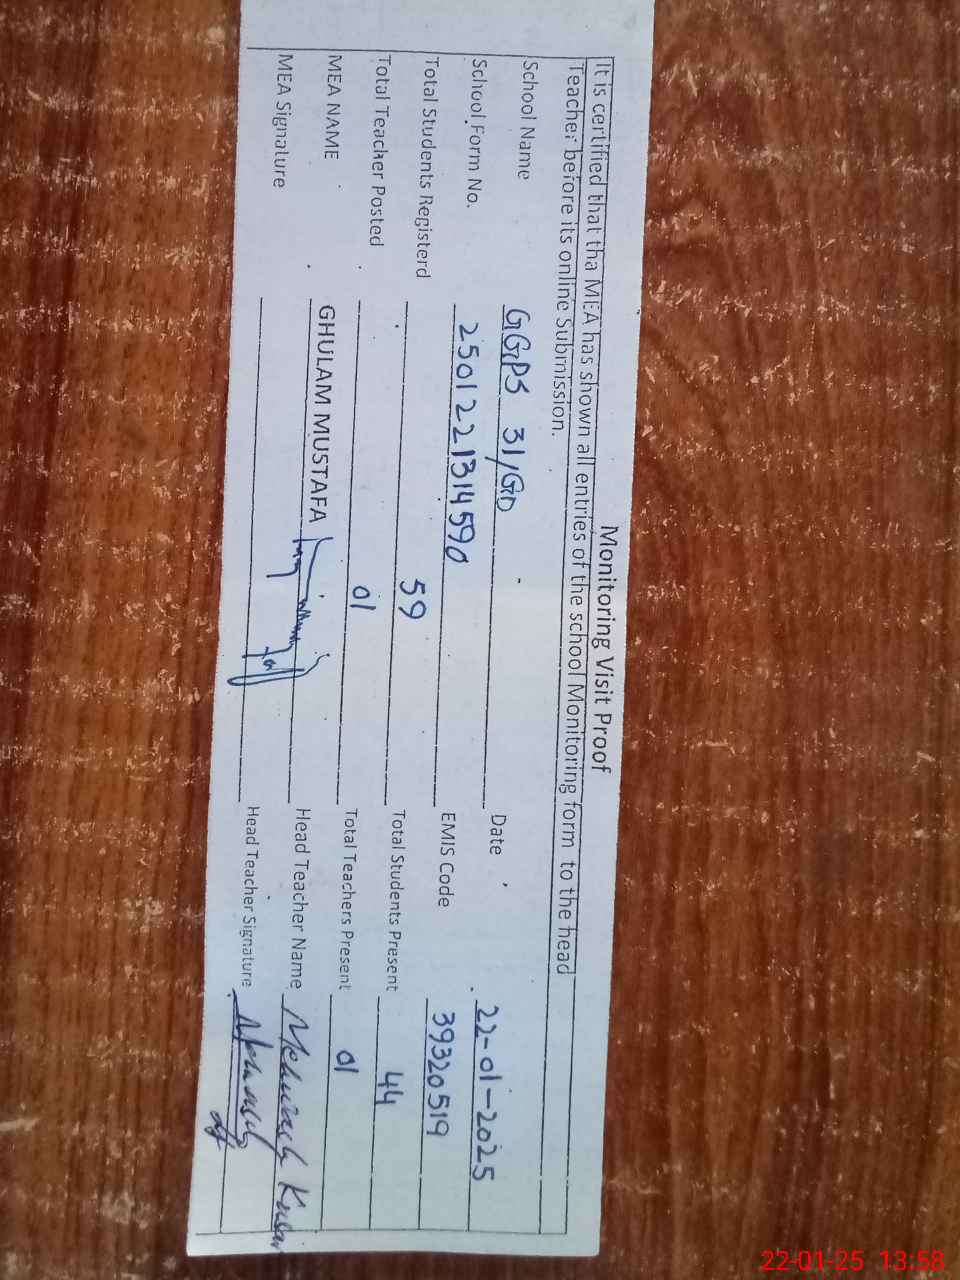 Monitoring Visit Proof
It is certified that tha MEA has shown all entries of the school Monitoring form to the head
Teacher before its online Submission.
School Name GGPS 31/GD Date 22-01-2025
School Form No. 2501221314590 EMIS Code 39320519
Total Students Registerd 59 Total Students Present 44
Total Teacher Posted 01 Total Teachers Present 01
MEA NAME GHULAM MUSTAFA Head Teacher Name
MEA Signature Head Teacher Signature
22-01-25 13:58